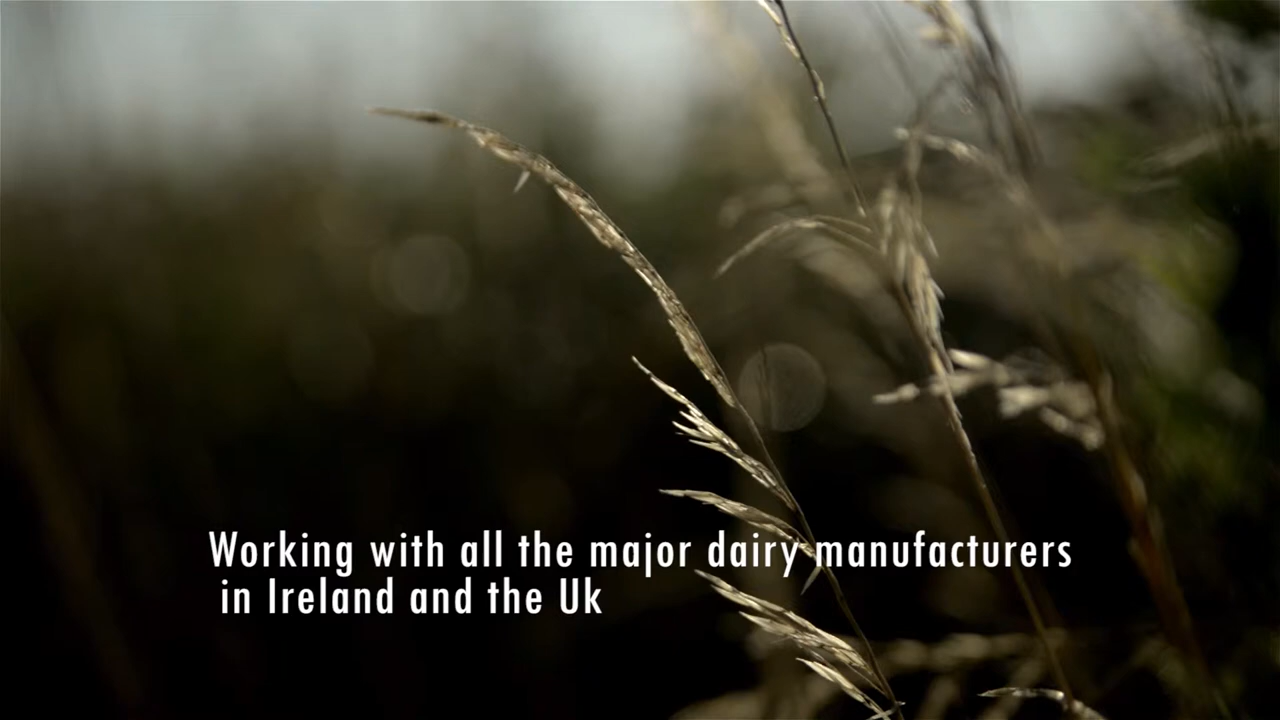 Working with all the major dairy manufacturers
in Ireland and the Uk